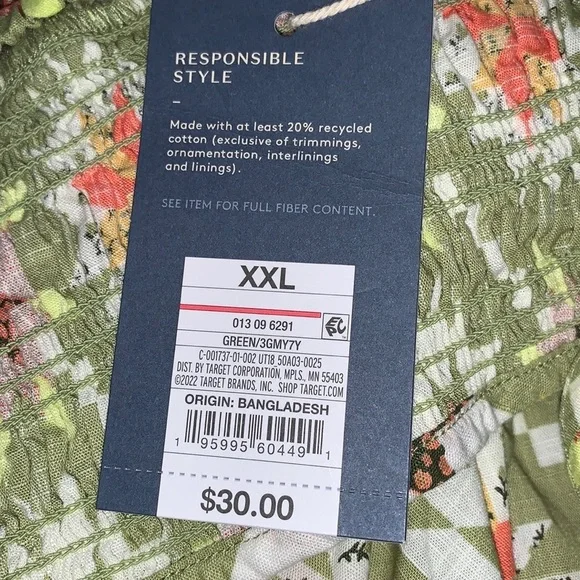 RESPONSIBLE
STYLE
–
Made with at least 20% recycled
cotton (exclusive of trimmings,
ornamentation, interlinings
and linings).
SEE ITEM FOR FULL FIBER CONTENT.
XXL
013 09 6291
EPC
GREEN/3GMY7Y
C-001737-01-002 UT18 50A03-0025
DIST. BY TARGET CORPORATION, MPLS., MN 55403
©2022 TARGET BRANDS, INC. SHOP TARGET.COM
ORIGIN: BANGLADESH
1 95995 60449 1
$30.00